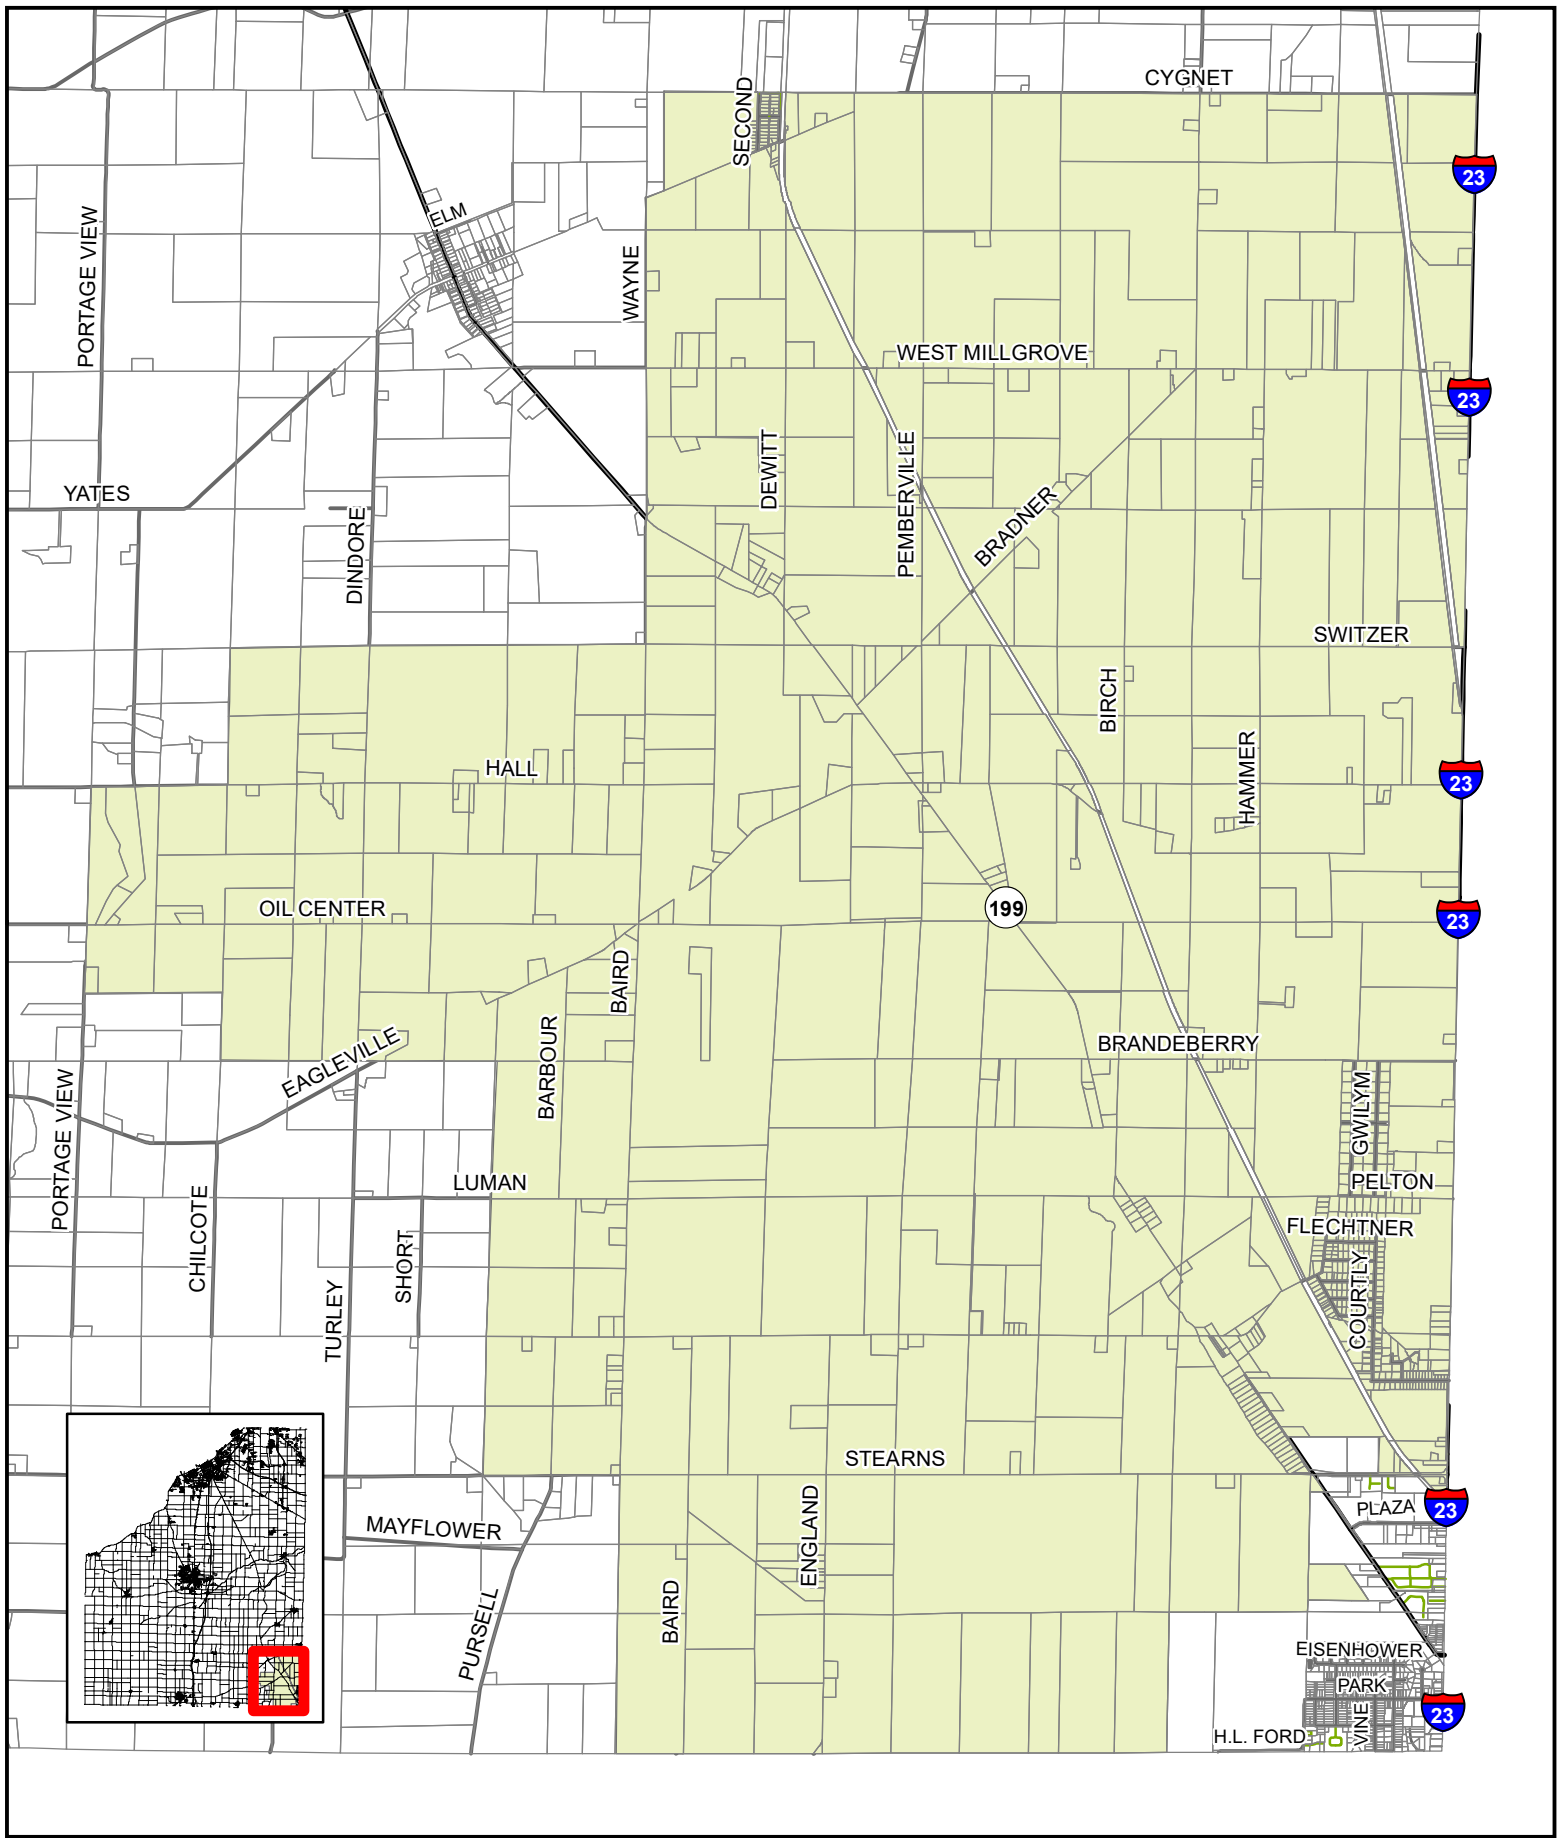 CYGNET
SECOND
23
PORTAGE VIEW
ELM
WAYNE
WEST MILLGROVE
23
DEWITT
PEMBERVILLE
YATES
BRADNER
DINDORE
SWITZER
BIRCH
HALL
HAMMER
23
OIL CENTER
199
23
BAIRD
BARBOUR
EAGLEVILLE
BRANDEBERRY
PORTAGE VIEW
GWILYM
LUMAN
PELTON
CHILCOTE
SHORT
FLECHTNER
TURLEY
COURTLY
STEARNS
ENGLAND
PLAZA
23
MAYFLOWER
PURSELL
BAIRD
EISENHOWER
PARK
VINE
23
H.L. FORD